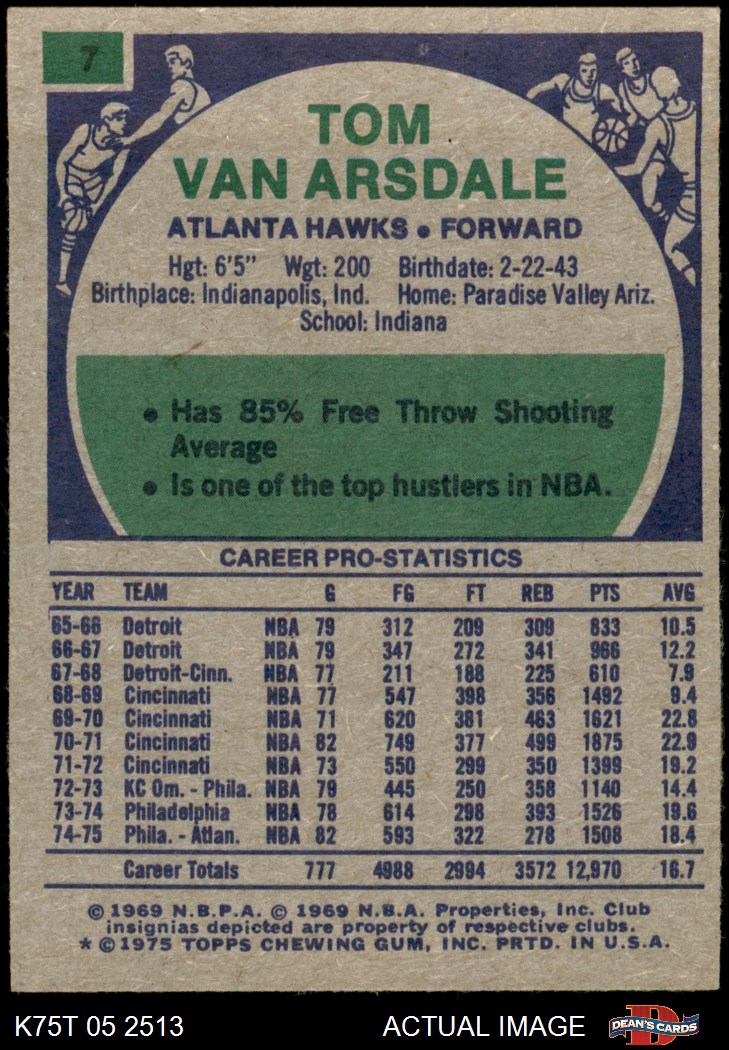 7
TOM
VAN ARSDALE
ATLANTA HAWKS • FORWARD
Hgt: 6'5" Wgt: 200 Birthdate: 2-22-43
Birthplace: Indianapolis, Ind. Home: Paradise Valley Ariz.
School: Indiana
• Has 85% Free Throw Shooting
Average
• Is one of the top hustlers in NBA.
CAREER PRO-STATISTICS
YEAR TEAM G FG FT REB PTS AVG
65-66 Detroit NBA 79 312 209 309 833 10.5
66-67 Detroit NBA 79 347 272 341 966 12.2
67-68 Detroit-Cinn. NBA 77 211 188 225 610 7.9
68-69 Cincinnati NBA 77 547 398 356 1492 9.4
69-70 Cincinnati NBA 71 620 381 463 1621 22.8
70-71 Cincinnati NBA 82 749 377 499 1875 22.9
71-72 Cincinnati NBA 73 550 299 350 1399 19.2
72-73 KC Om. - Phila. NBA 79 445 250 358 1140 14.4
73-74 Philadelphia NBA 78 614 298 393 1526 19.6
74-75 Phila. - Atlan. NBA 82 593 322 278 1508 18.4
Career Totals 777 4988 2994 3572 12,970 16.7
© 1969 N.B.P.A. © 1969 N.B.A. Properties, Inc. Club
insignias depicted are property of respective clubs.
* © 1975 TOPPS CHEWING GUM, INC. PRTD. IN U.S.A.
K75T 05 2513 ACTUAL IMAGE D DEAN'S CARDS